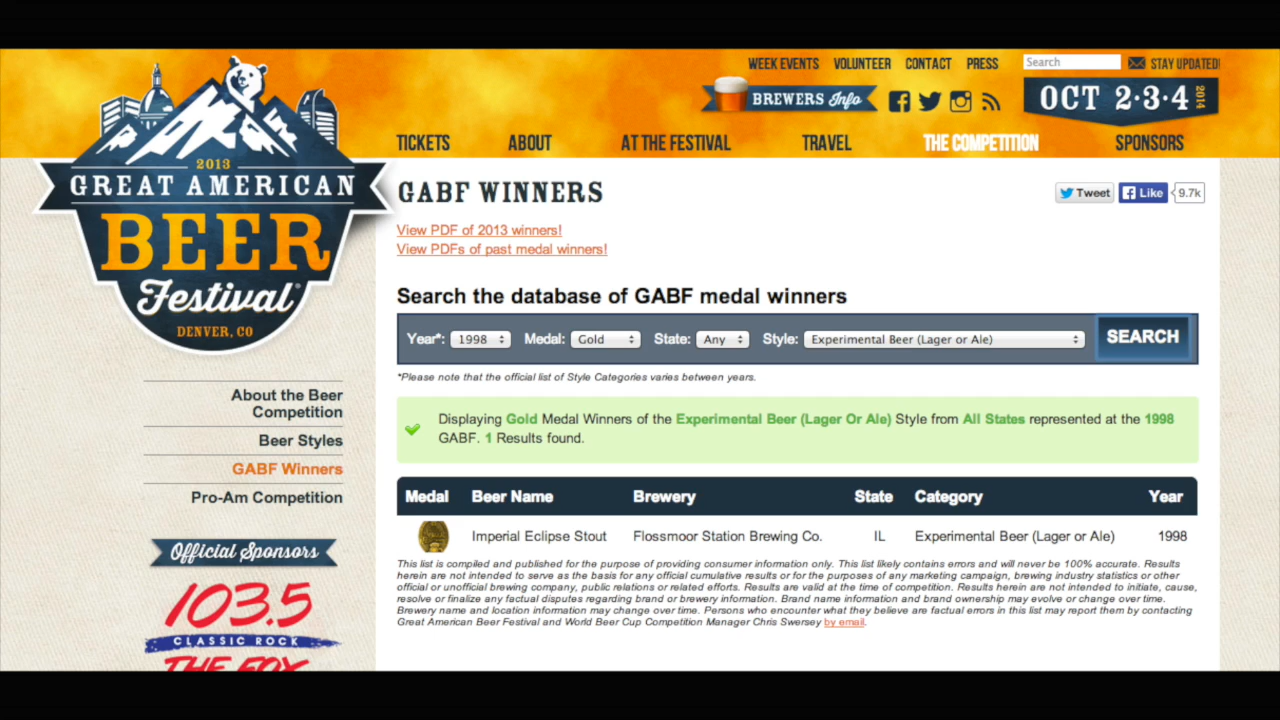 WEEK EVENTS VOLUNTEER CONTACT PRESS Search STAY UPDATED!
BREWERS Info OCT 2·3·4 2014
TICKETS ABOUT AT THE FESTIVAL TRAVEL THE COMPETITION SPONSORS
2013
GREAT AMERICAN
BEER
Festival®
DENVER, CO
About the Beer
Competition
Beer Styles
GABF Winners
Pro-Am Competition
Official Sponsors
103.5
CLASSIC ROCK
THE FOX
GABF WINNERS
Tweet Like 9.7k
View PDF of 2013 winners!
View PDFs of past medal winners!
Search the database of GABF medal winners
Year*: 1998 Medal: Gold State: Any Style: Experimental Beer (Lager or Ale) SEARCH
*Please note that the official list of Style Categories varies between years.
Displaying Gold Medal Winners of the Experimental Beer (Lager Or Ale) Style from All States represented at the 1998
GABF. 1 Results found.
Medal Beer Name Brewery State Category Year
Imperial Eclipse Stout Flossmoor Station Brewing Co. IL Experimental Beer (Lager or Ale) 1998
This list is compiled and published for the purpose of providing consumer information only. This list likely contains errors and will never be 100% accurate. Results
herein are not intended to serve as the basis for any official cumulative results or for the purposes of any marketing campaign, brewing industry statistics or other
official or unofficial brewing company, public relations or related efforts. Results are valid at the time of competition. Results herein are not intended to initiate, cause,
resolve or finalize any factual disputes regarding brand or brewery information. Brand name information and brand ownership may evolve or change over time.
Brewery name and location information may change over time. Persons who encounter what they believe are factual errors in this list may report them by contacting
Great American Beer Festival and World Beer Cup Competition Manager Chris Swersey by email.